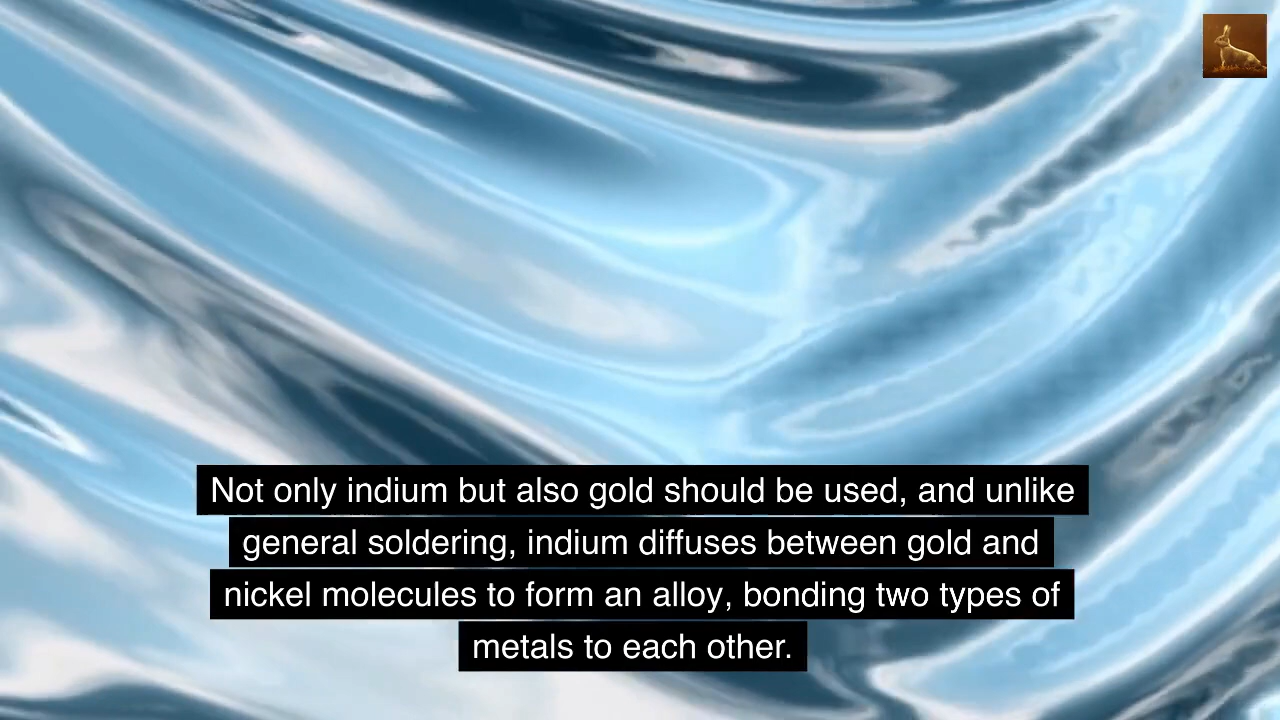 Not only indium but also gold should be used, and unlike
general soldering, indium diffuses between gold and
nickel molecules to form an alloy, bonding two types of
metals to each other.